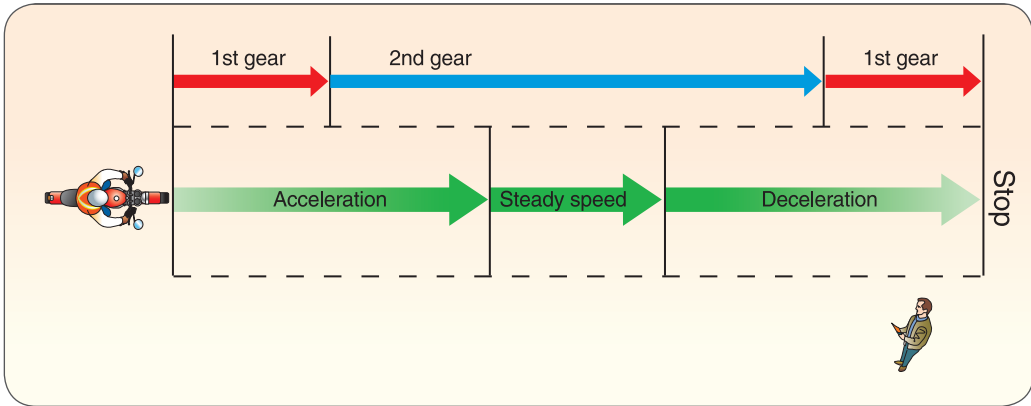 1st gear
2nd gear
1st gear
Acceleration
Steady speed
Deceleration
Stop